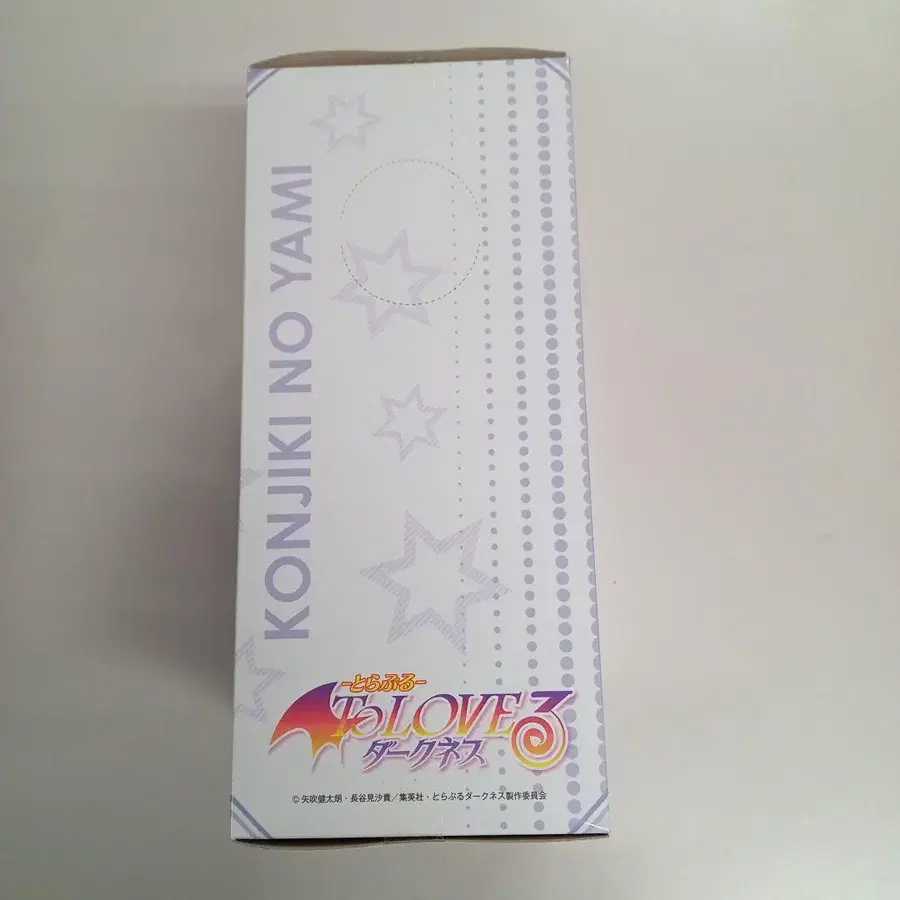 KONJIKI NO YAMI
-とらぶる-
To LOVEる
ダークネス
©矢吹健太朗・長谷見沙貴／集英社・とらぶるダークネス製作委員会